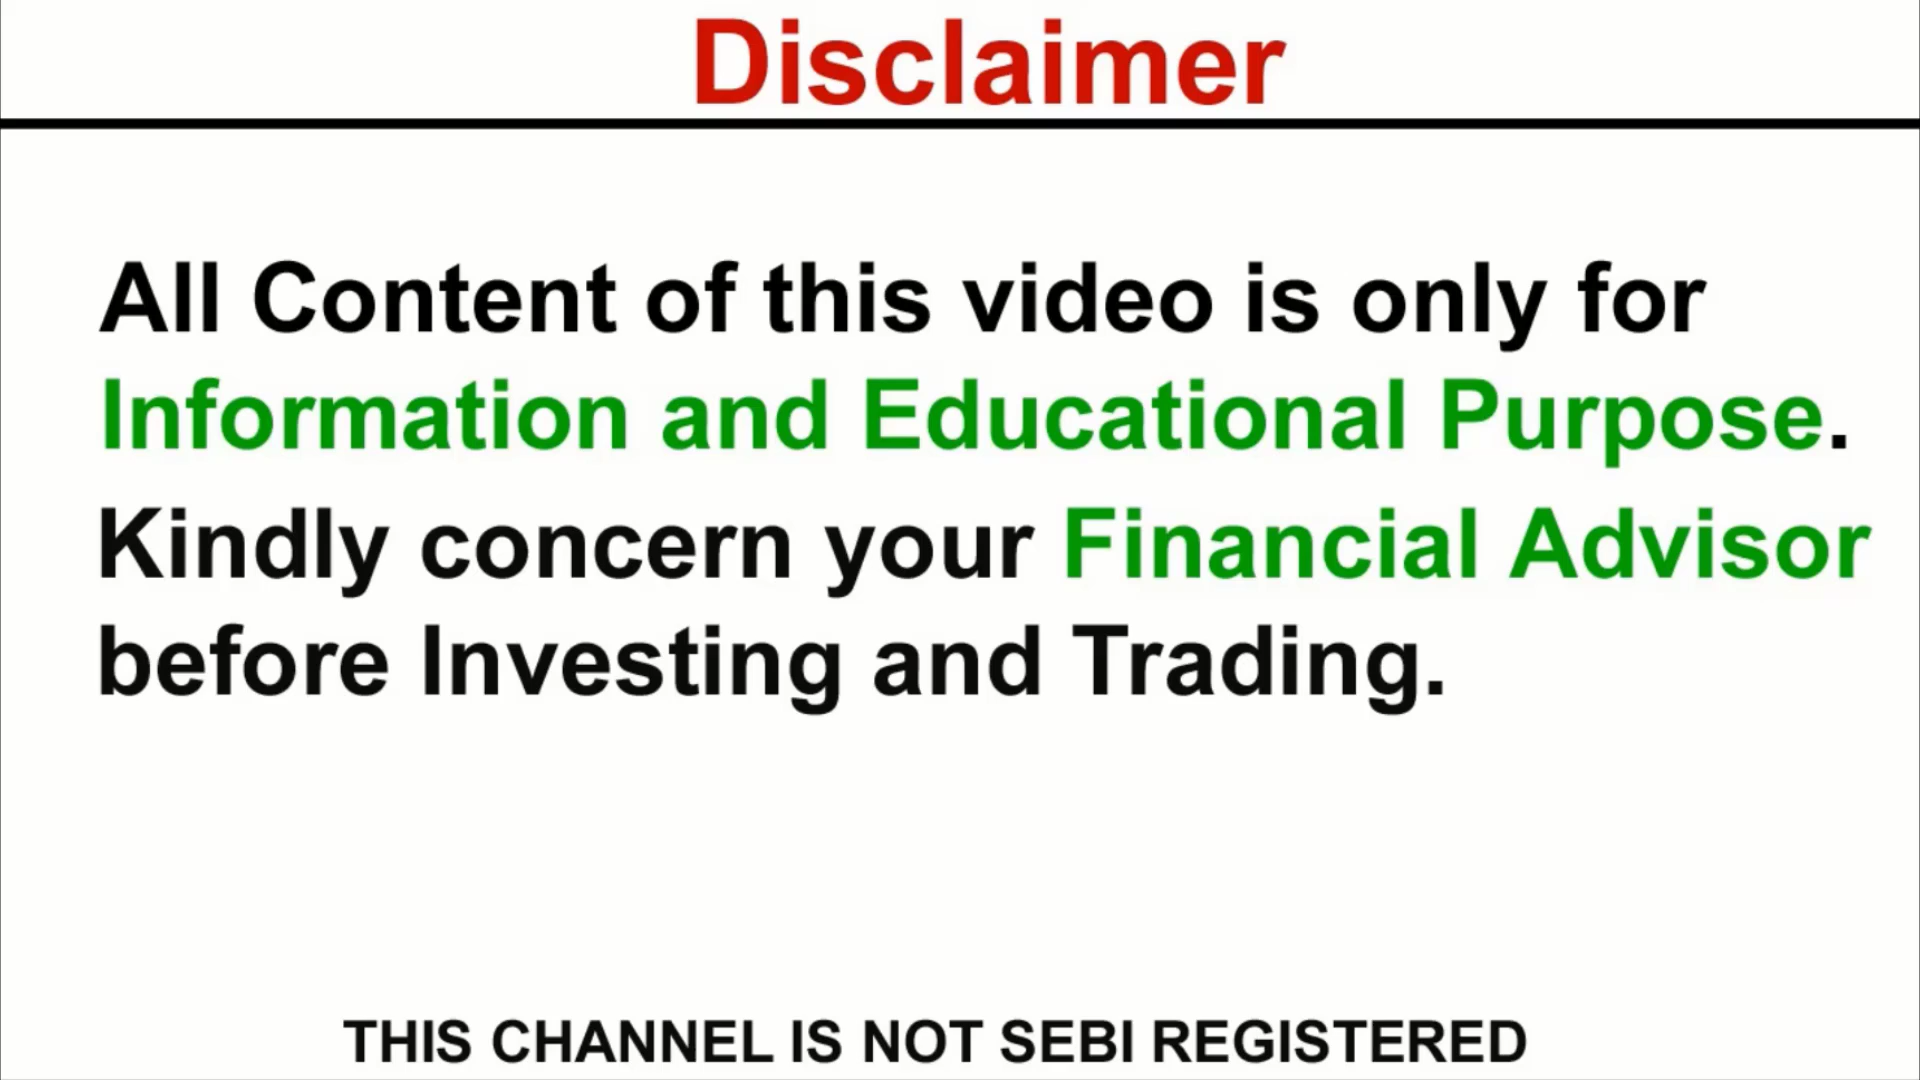 Disclaimer
All Content of this video is only for
Information and Educational Purpose.
Kindly concern your Financial Advisor
before Investing and Trading.
THIS CHANNEL IS NOT SEBI REGISTERED